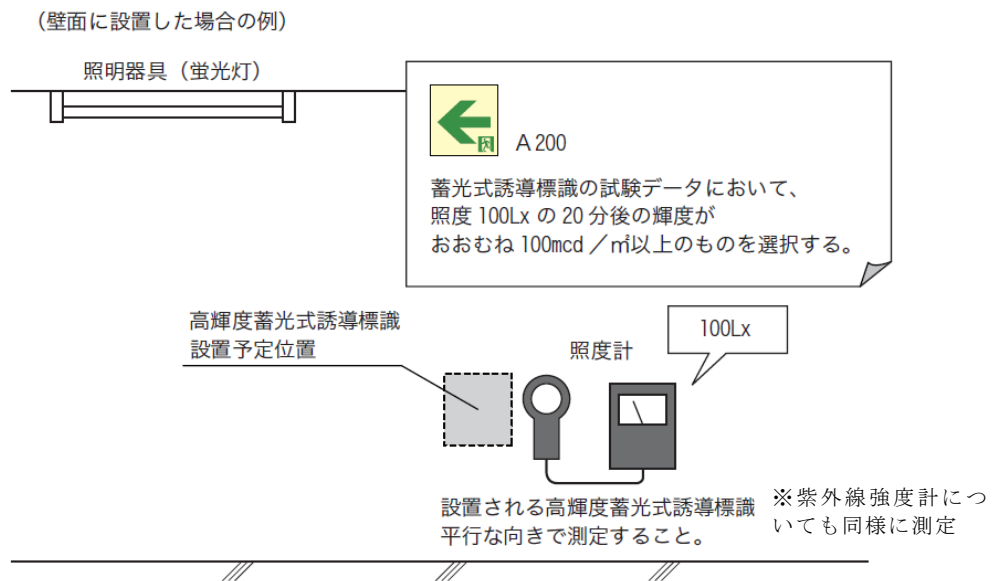 （壁面に設置した場合の例）
照明器具（蛍光灯）
A 200
蓄光式誘導標識の試験データにおいて、
照度 100Lx の 20 分後の輝度が
おおむね 100mcd ／㎡以上のものを選択する。
高輝度蓄光式誘導標識
設置予定位置
照度計
100Lx
設置される高輝度蓄光式誘導標識
平行な向きで測定すること。
※紫外線強度計につ
いても同様に測定